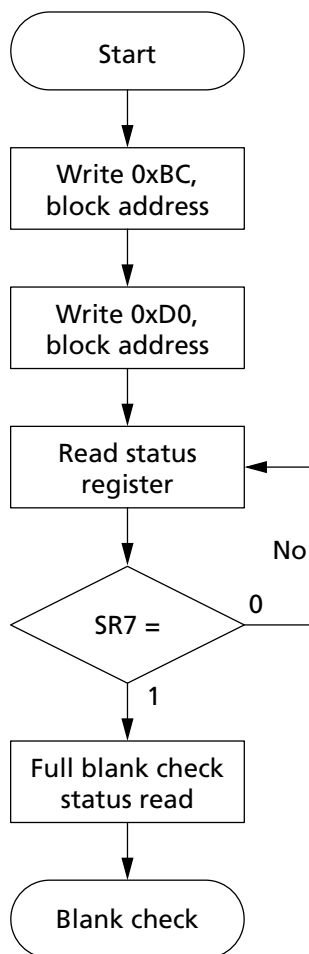 Start
Write 0xBC,
block address
Write 0xD0,
block address
Read status
register
No
SR7 =
0
1
Full blank check
status read
Blank check